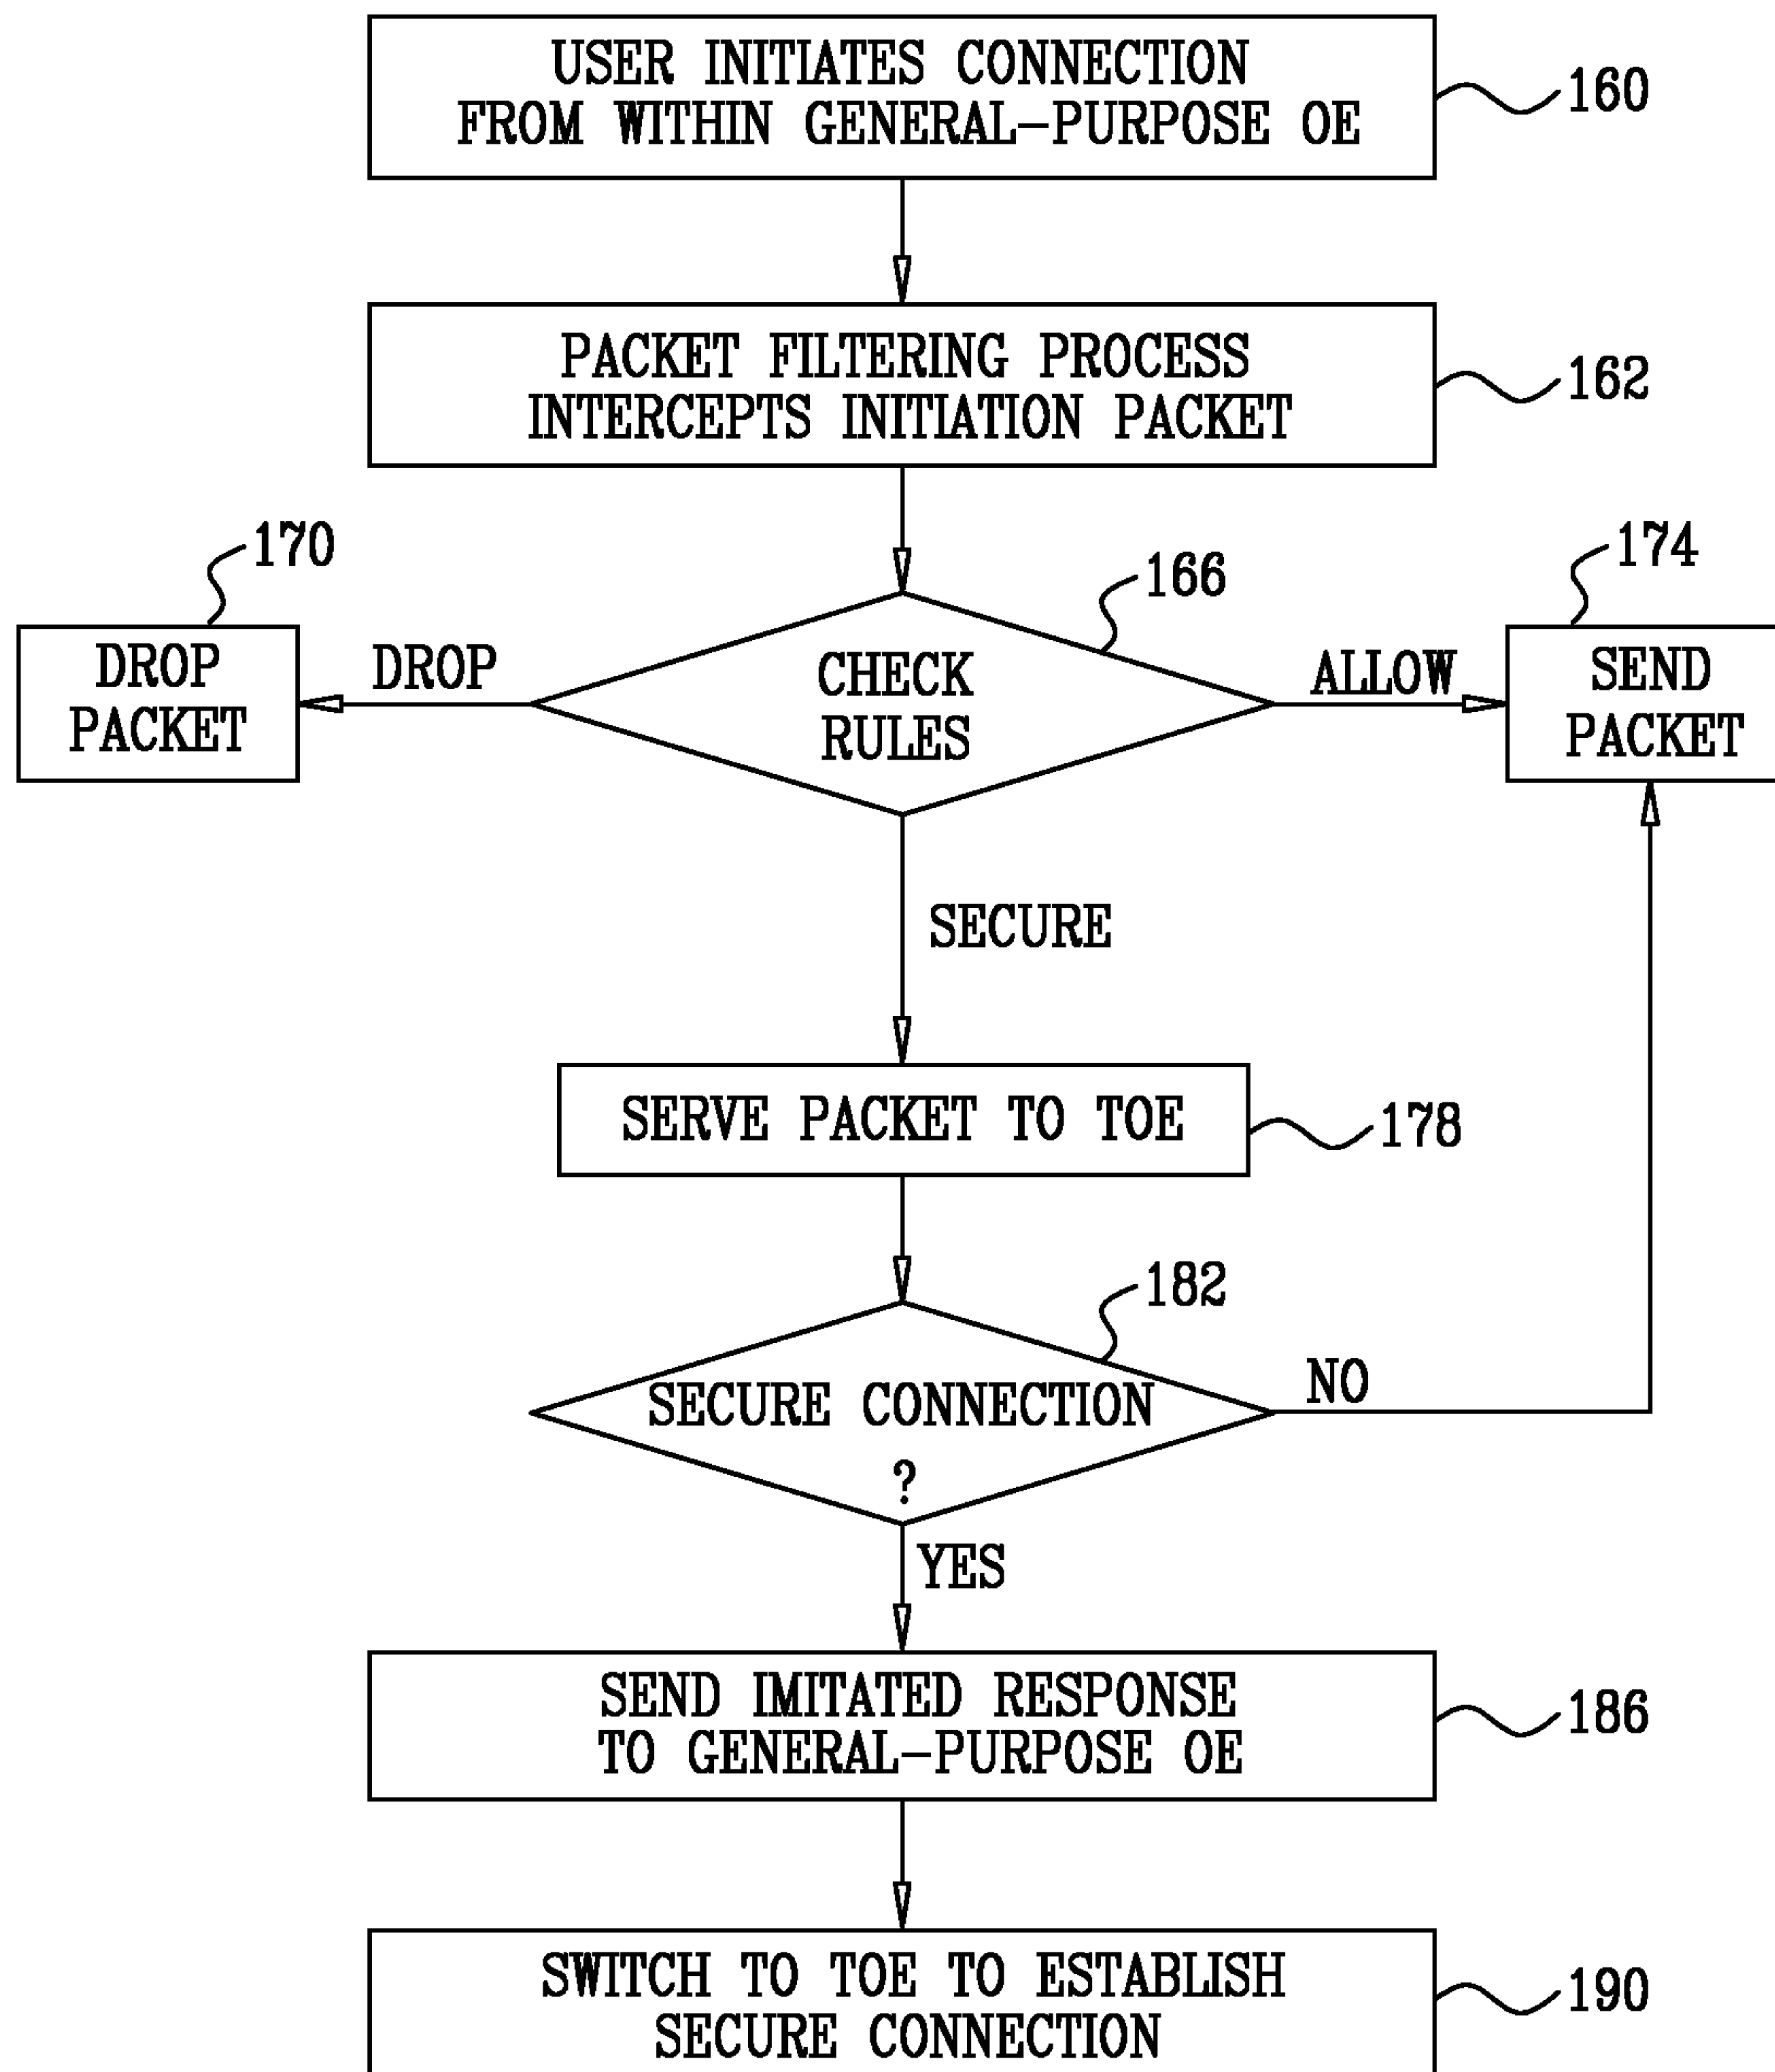 USER INITIATES CONNECTION
FROM WITHIN GENERAL-PURPOSE OE
160
PACKET FILTERING PROCESS
INTERCEPTS INITIATION PACKET
162
170
166
174
DROP
PACKET
DROP
CHECK
RULES
ALLOW
SEND
PACKET
SECURE
SERVE PACKET TO TOE
178
182
SECURE CONNECTION
?
NO
YES
SEND IMITATED RESPONSE
TO GENERAL-PURPOSE OE
186
SWITCH TO TOE TO ESTABLISH
SECURE CONNECTION
190